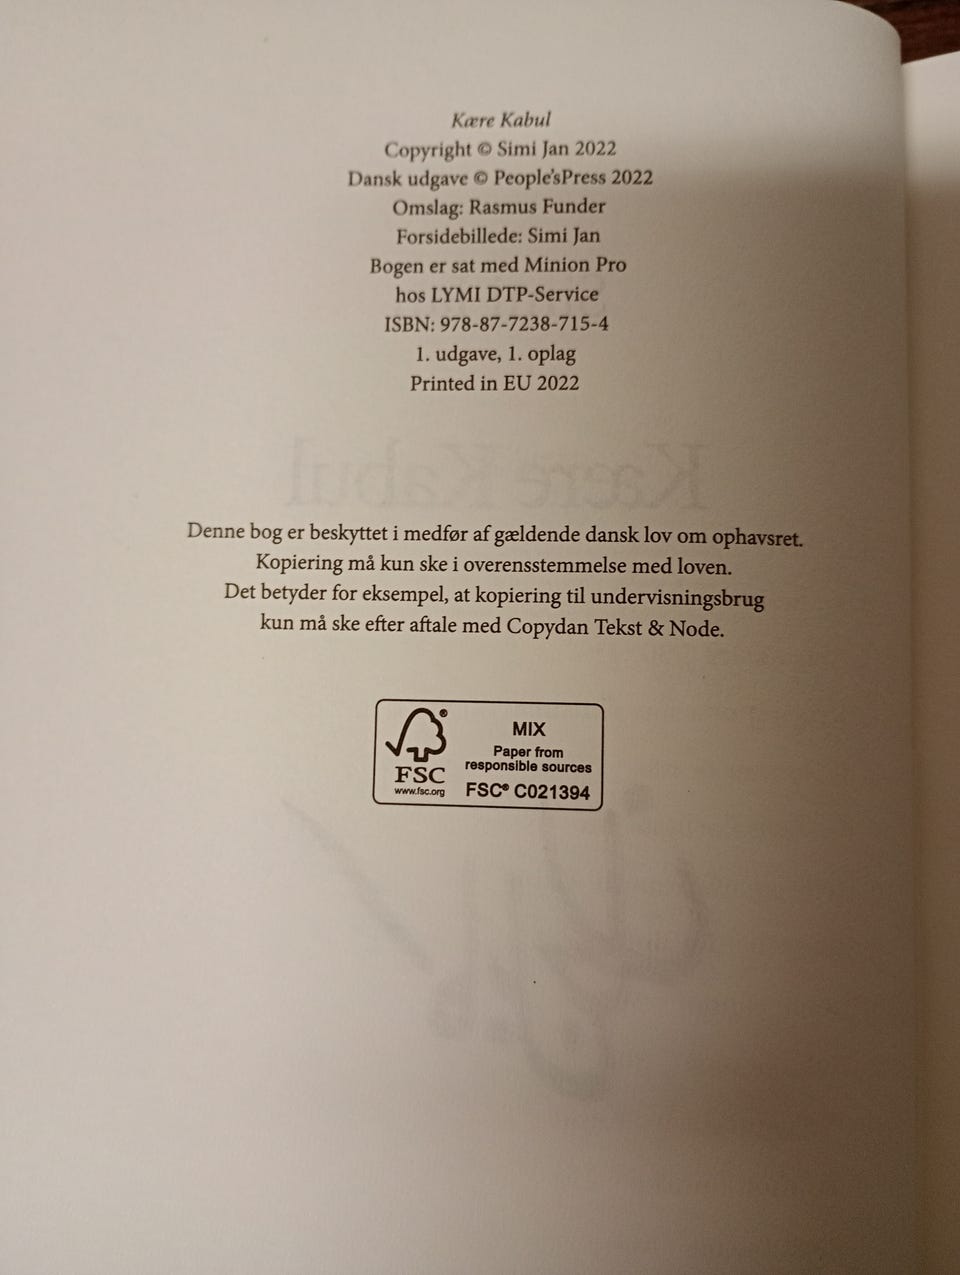 Kære Kabul
Copyright © Simi Jan 2022
Dansk udgave © People'sPress 2022
Omslag: Rasmus Funder
Forsidebillede: Simi Jan
Bogen er sat med Minion Pro
hos LYMI DTP-Service
ISBN: 978-87-7238-715-4
1. udgave, 1. oplag
Printed in EU 2022
Kære Kabul
Denne bog er beskyttet i medfør af gældende dansk lov om ophavsret.
Kopiering må kun ske i overensstemmelse med loven.
Det betyder for eksempel, at kopiering til undervisningsbrug
kun må ske efter aftale med Copydan Tekst & Node.
®
FSC
www.fsc.org
MIX
Paper from
responsible sources
FSC® C021394